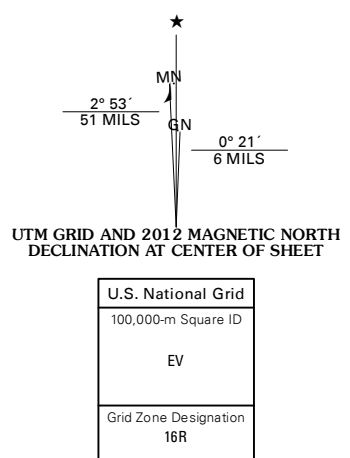 ★
MN
2° 53´
51 MILS
GN
0° 21´
6 MILS
UTM GRID AND 2012 MAGNETIC NORTH
DECLINATION AT CENTER OF SHEET
U.S. National Grid
100,000-m Square ID
EV
Grid Zone Designation
16R